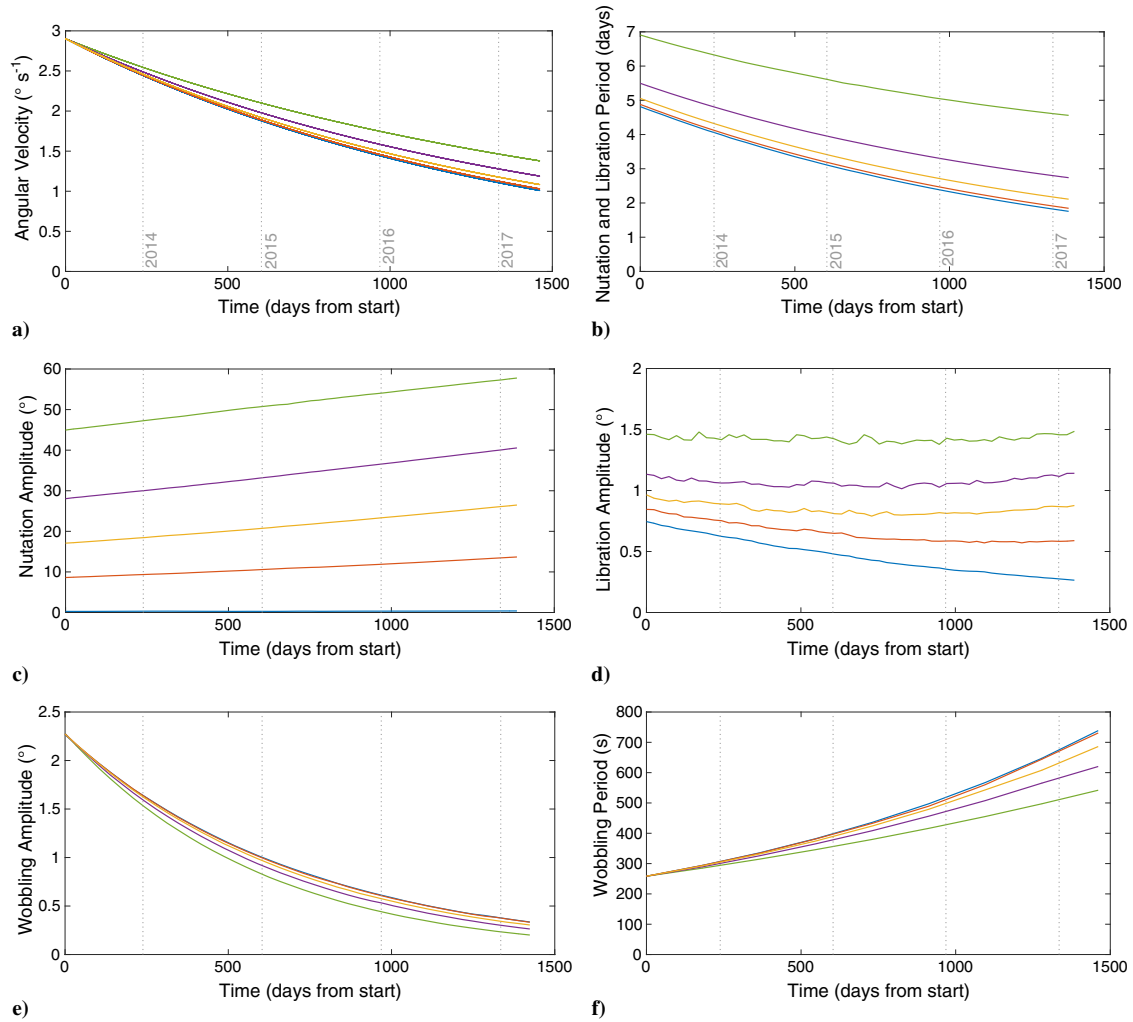 Angular Velocity (° s⁻¹)
3
2.5
2
1.5
1
0.5
0
2014
2015
2016
2017
0 500 1000 1500
Time (days from start)
a)
Nutation and Libration Period (days)
7
6
5
4
3
2
1
0
2014
2015
2016
2017
0 500 1000 1500
Time (days from start)
b)
Nutation Amplitude (°)
60
50
40
30
20
10
0
0 500 1000 1500
Time (days from start)
c)
Libration Amplitude (°)
2
1.5
1
0.5
0
0 500 1000 1500
Time (days from start)
d)
Wobbling Amplitude (°)
2.5
2
1.5
1
0.5
0
0 500 1000 1500
Time (days from start)
e)
Wobbling Period (s)
800
700
600
500
400
300
200
100
0
0 500 1000 1500
Time (days from start)
f)